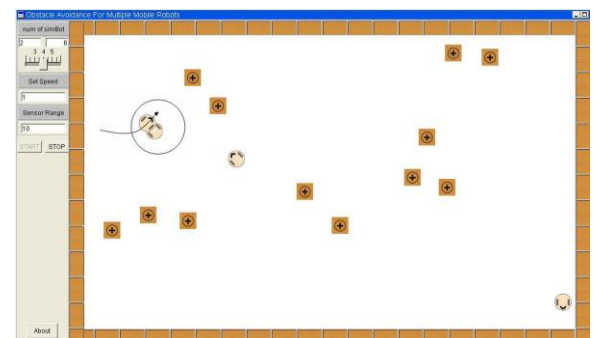 Obstacle Avoidance For Multiple Mobile Robots
num of simBot
2 6
3 4 5
Set Speed
1
Sensor Range
10
START STOP
About